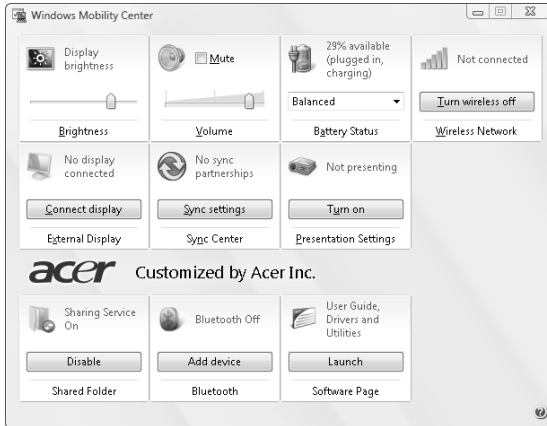 Windows Mobility Center
Display
brightness
Brightness
Mute
Volume
29% available
(plugged in,
charging)
Balanced
Battery Status
Not connected
Turn wireless off
Wireless Network
No display
connected
Connect display
External Display
No sync
partnerships
Sync settings
Sync Center
Not presenting
Turn on
Presentation Settings
acer Customized by Acer Inc.
Sharing Service
On
Disable
Shared Folder
Bluetooth Off
Add device
Bluetooth
User Guide,
Drivers and
Utilities
Launch
Software Page